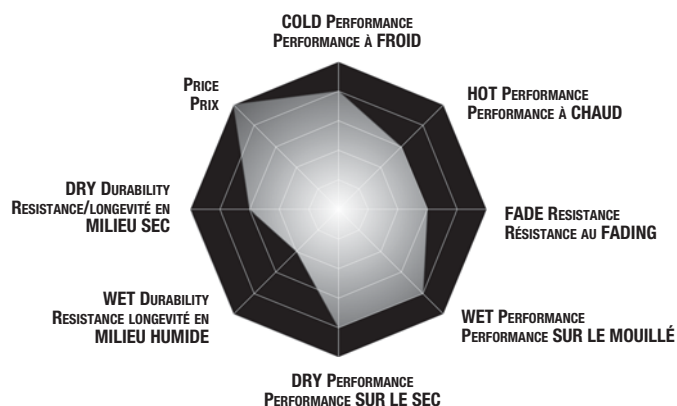 COLD PERFORMANCE
PERFORMANCE À FROID
PRICE
PRIX
HOT PERFORMANCE
PERFORMANCE À CHAUD
DRY DURABILITY
RESISTANCE/LONGEVITÉ EN
MILIEU SEC
FADE RESISTANCE
RÉSISTANCE AU FADING
WET DURABILITY
RESISTANCE LONGEVITÉ EN
MILIEU HUMIDE
WET PERFORMANCE
PERFORMANCE SUR LE MOUILLÉ
DRY PERFORMANCE
PERFORMANCE SUR LE SEC